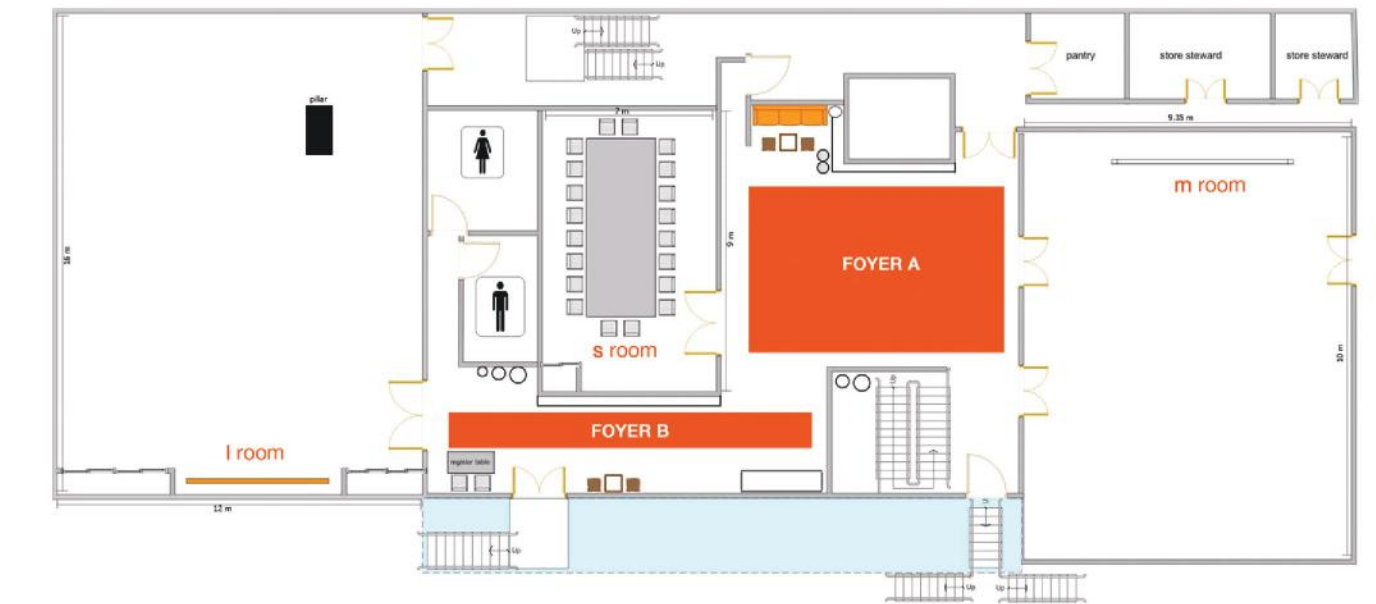 Up
Up
pantry
store steward
store steward
pillar
7 m
9.35 m
m room
16 m
9 m
FOYER A
s room
10 m
Up
FOYER B
l room
register table
12 m
Up
Up
Up